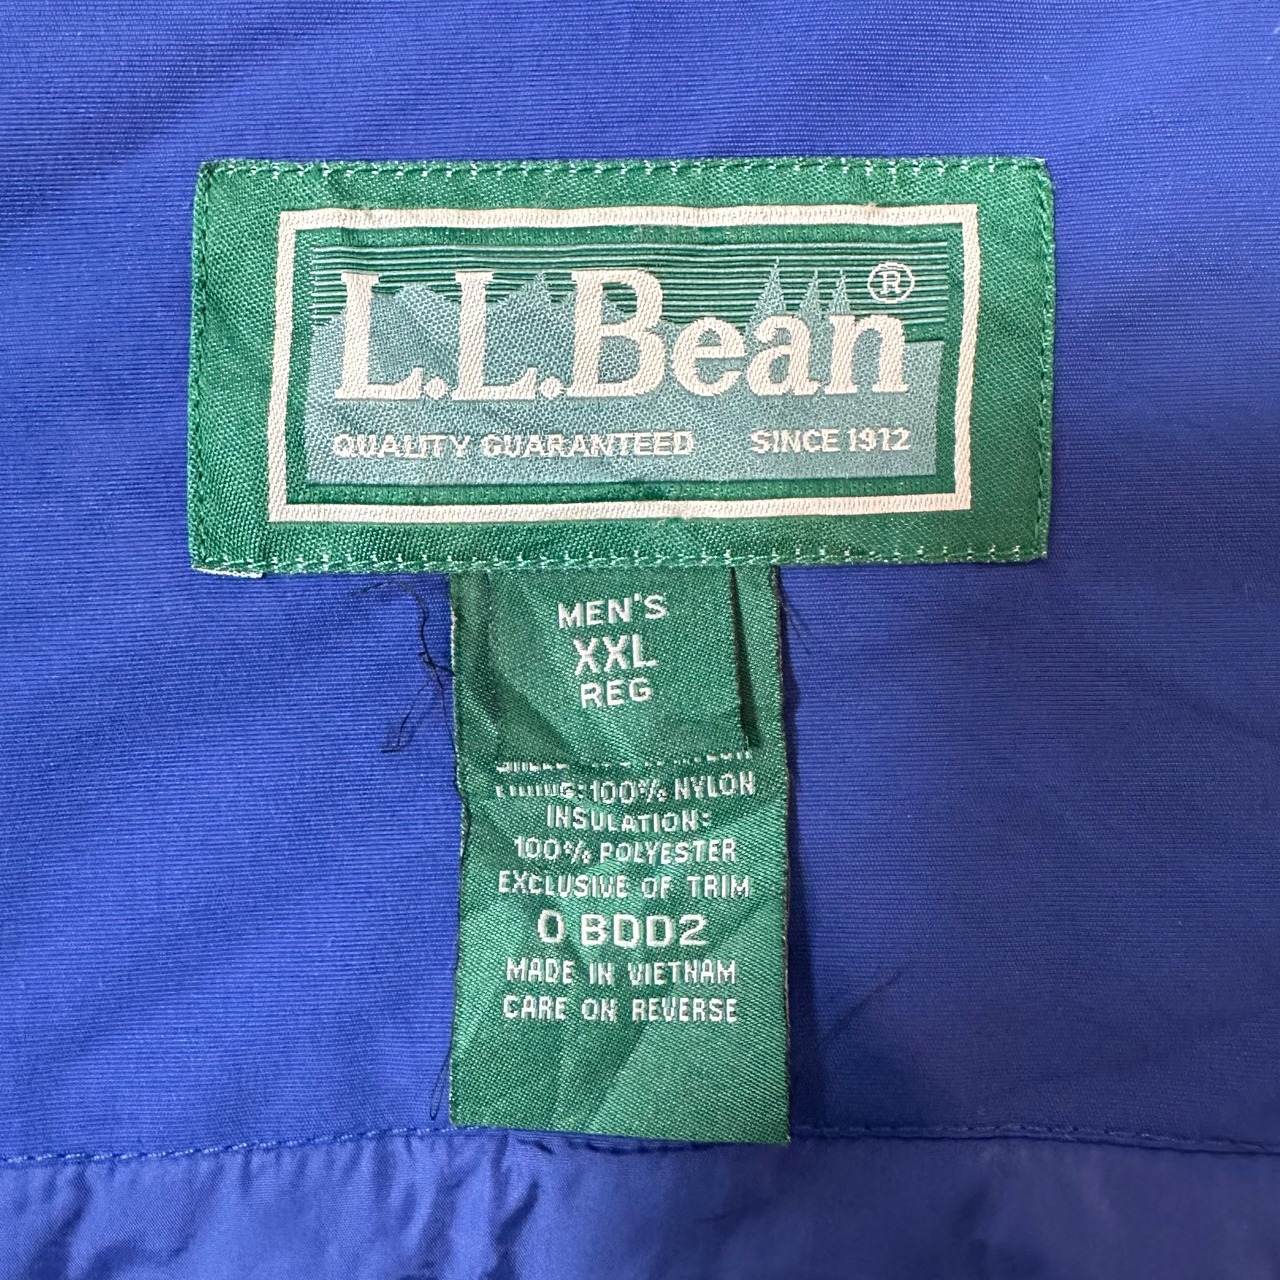 L.L.Bean®
QUALITY GUARANTEED SINCE 1912
MEN'S
XXL
REG
100% NYLON
INSULATION:
100% POLYESTER
EXCLUSIVE OF TRIM
0 BDD2
MADE IN VIETNAM
CARE ON REVERSE